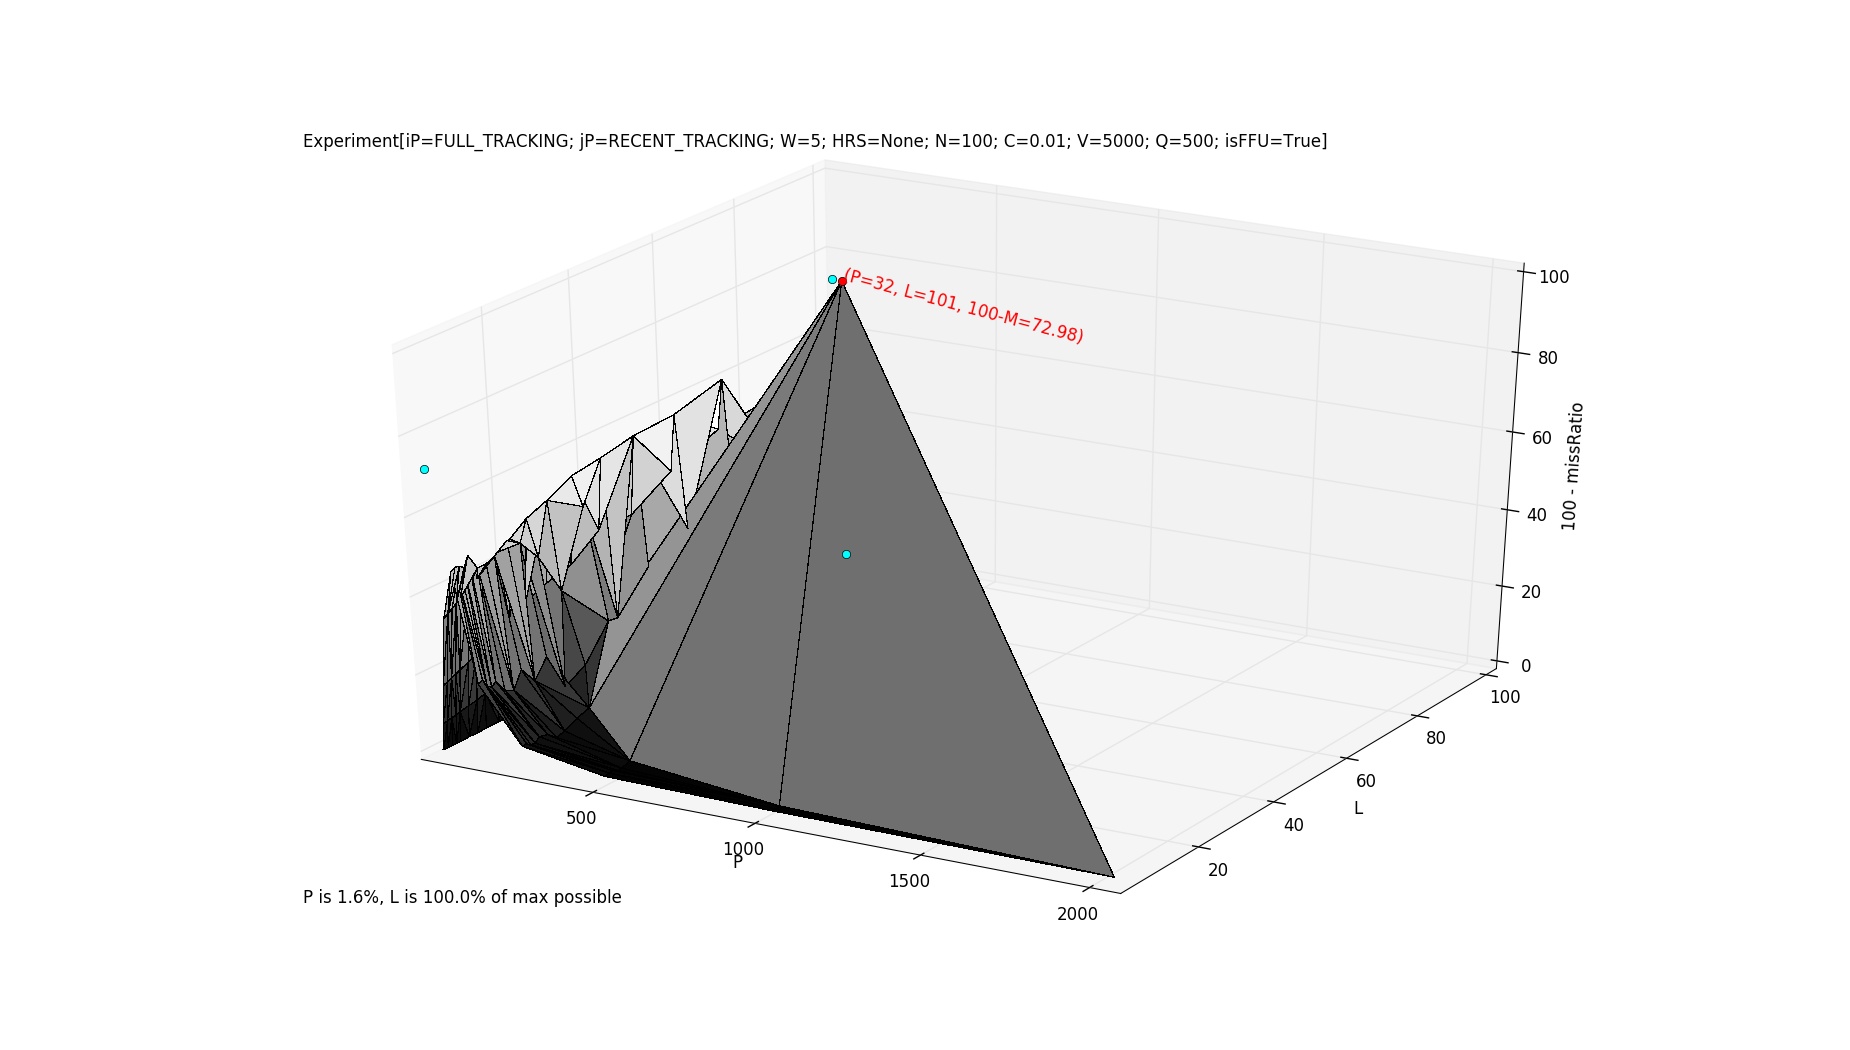 Experiment[iP=FULL_TRACKING; jP=RECENT_TRACKING; W=5; HRS=None; N=100; C=0.01; V=5000; Q=500; isFFU=True]
(P=32, L=101, 100-M=72.98)
100
80
60
40
20
0
100 - missRatio
100
80
60
40
20
L
500
1000
1500
2000
P
P is 1.6%, L is 100.0% of max possible